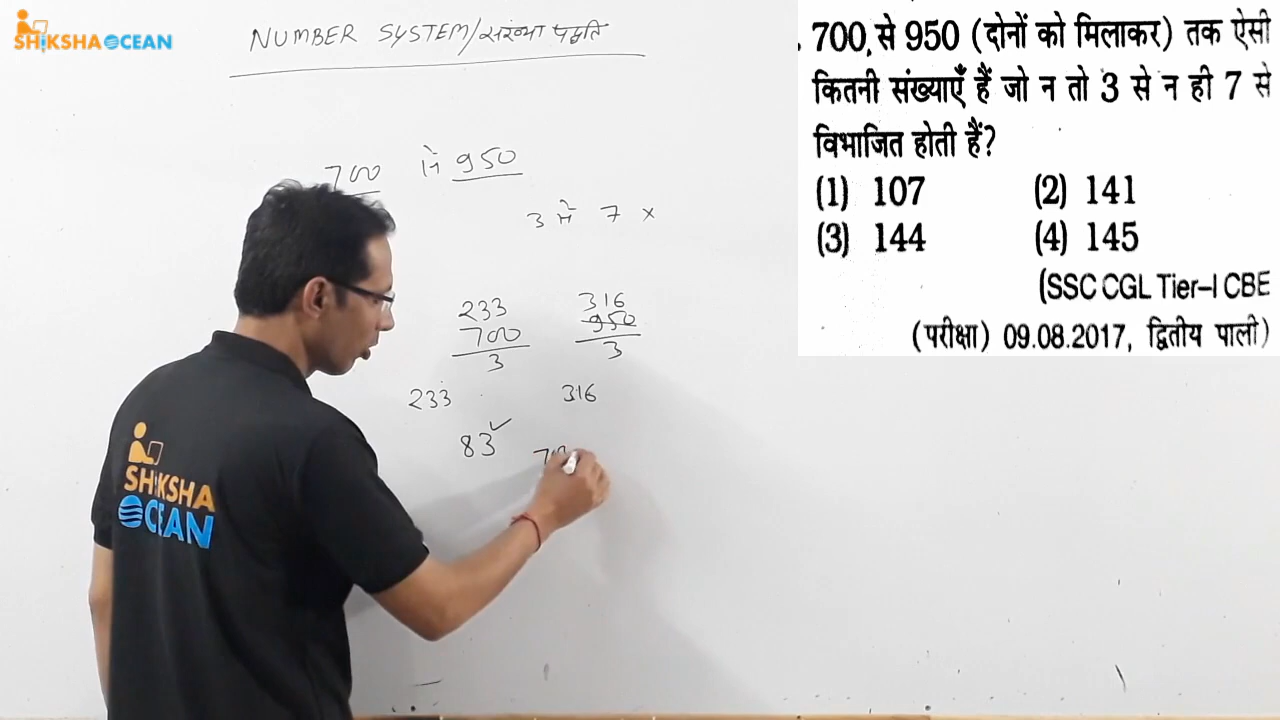 SHIKSHA OCEAN
NUMBER SYSTEM/संख्या पद्धति
700 से 950
3 से 7 x
233 316
700 950
3 3
233 316
83 ✓
SHIKSHA
OCEAN
700 से 950 (दोनों को मिलाकर) तक ऐसी
कितनी संख्याएँ हैं जो न तो 3 से न ही 7 से
विभाजित होती हैं?
(1) 107 (2) 141
(3) 144 (4) 145
(SSC CGL Tier–I CBE
(परीक्षा) 09.08.2017, द्वितीय पाली)